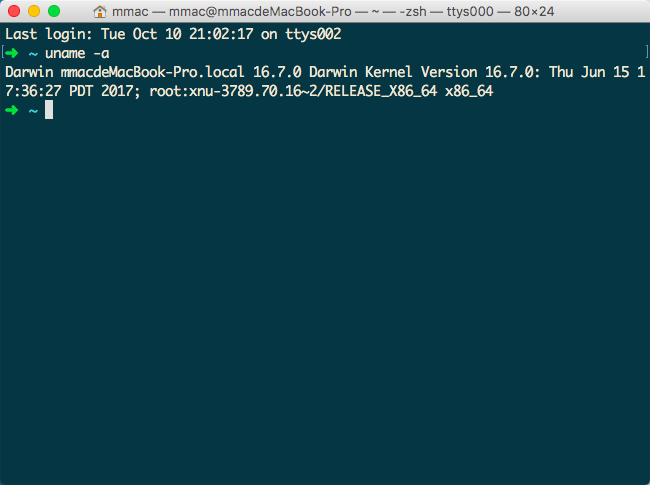 mmac — mmac@mmacdeMacBook-Pro — ~ — -zsh — ttys000 — 80×24
Last login: Tue Oct 10 21:02:17 on ttys002
[➜ ~ uname -a ]
Darwin mmacdeMacBook-Pro.local 16.7.0 Darwin Kernel Version 16.7.0: Thu Jun 15 1
7:36:27 PDT 2017; root:xnu-3789.70.16~2/RELEASE_X86_64 x86_64
➜ ~